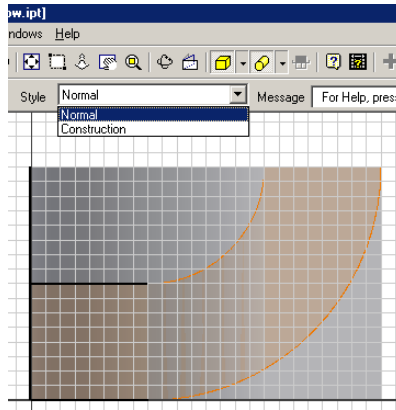 ow.ipt]
ndows Help
Style Normal Message For Help, pres
Normal
Construction